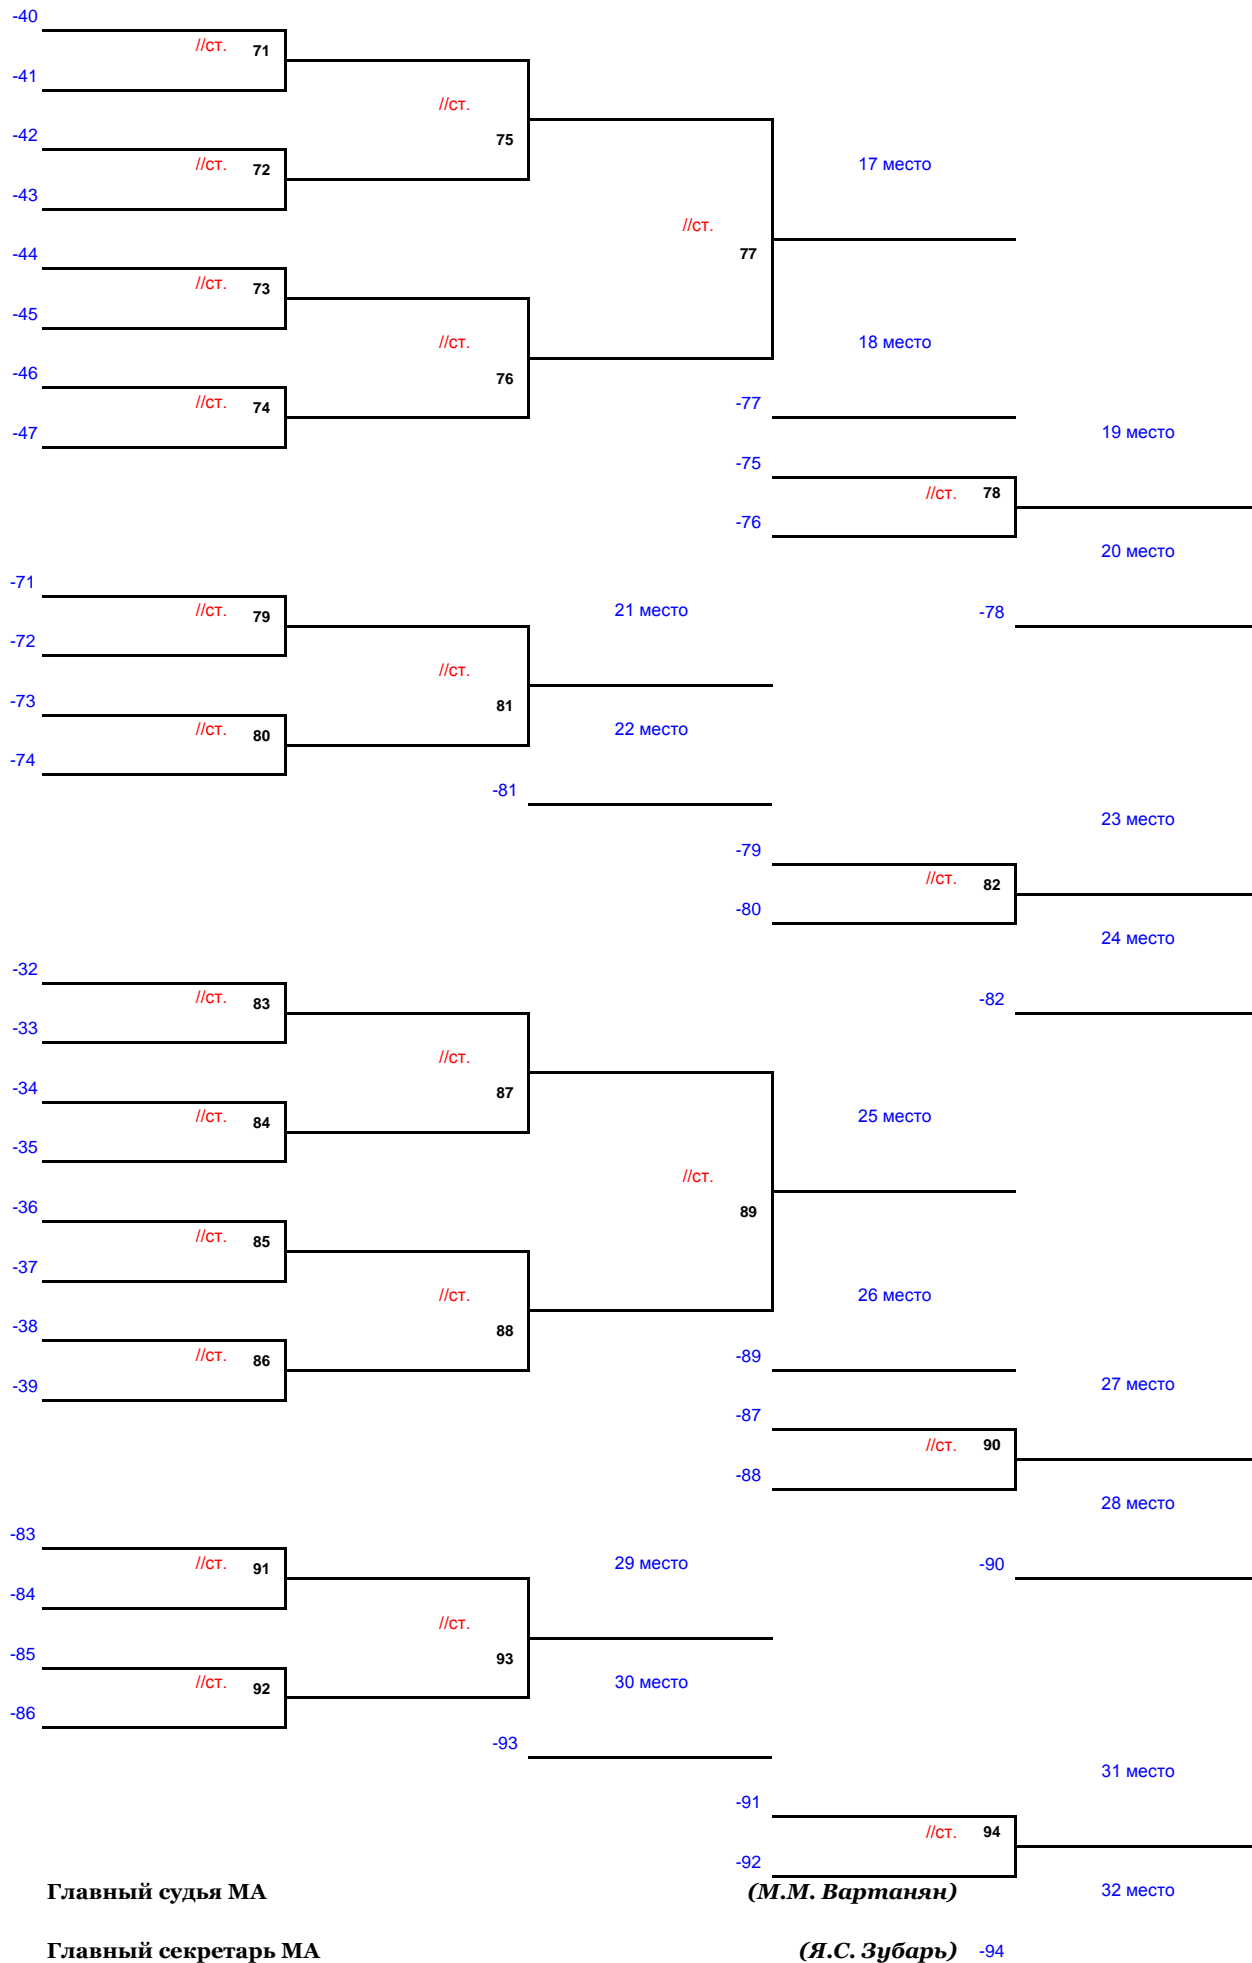 -40
//ст. 71
-41
//ст.
-42
75
//ст. 72
17 место
-43
//ст.
-44
77
//ст. 73
-45
//ст.
18 место
-46
76
//ст. 74
-77
-47
19 место
-75
//ст. 78
-76
20 место
-71
//ст. 79
21 место
-78
-72
//ст.
-73
81
//ст. 80
22 место
-74
-81
23 место
-79
//ст. 82
-80
24 место
-32
//ст. 83
-82
-33
//ст.
-34
87
//ст. 84
25 место
-35
//ст.
-36
89
//ст. 85
-37
//ст.
26 место
-38
88
//ст. 86
-89
-39
27 место
-87
//ст. 90
-88
28 место
-83
//ст. 91
29 место
-90
-84
//ст.
-85
93
//ст. 92
30 место
-86
-93
31 место
-91
//ст. 94
-92
Главный судья МА (М.М. Вартанян) 32 место
Главный секретарь МА (Я.С. Зубарь) -94